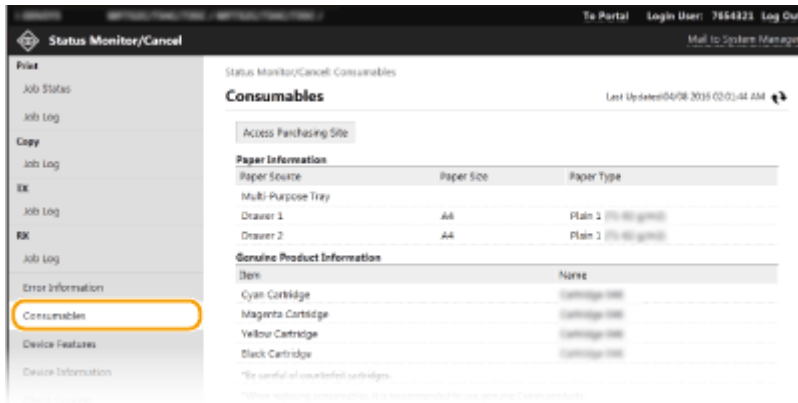 To Portal Login User: 7654321 Log Out
Status Monitor/Cancel
Mail to System Manager
Print
Job Status
Job Log
Copy
Job Log
TX
Job Log
RX
Job Log
Error Information
Consumables
Device Features
Device Information
Status Monitor/Cancel: Consumables
Consumables
Last Updated:04/08 2016 02:01:44 AM
Access Purchasing Site
Paper Information
Paper Source Paper Size Paper Type
Multi-Purpose Tray
Drawer 1 A4 Plain 1
Drawer 2 A4 Plain 1
Genuine Product Information
Item Name
Cyan Cartridge
Magenta Cartridge
Yellow Cartridge
Black Cartridge
*Be careful of counterfeit cartridges.